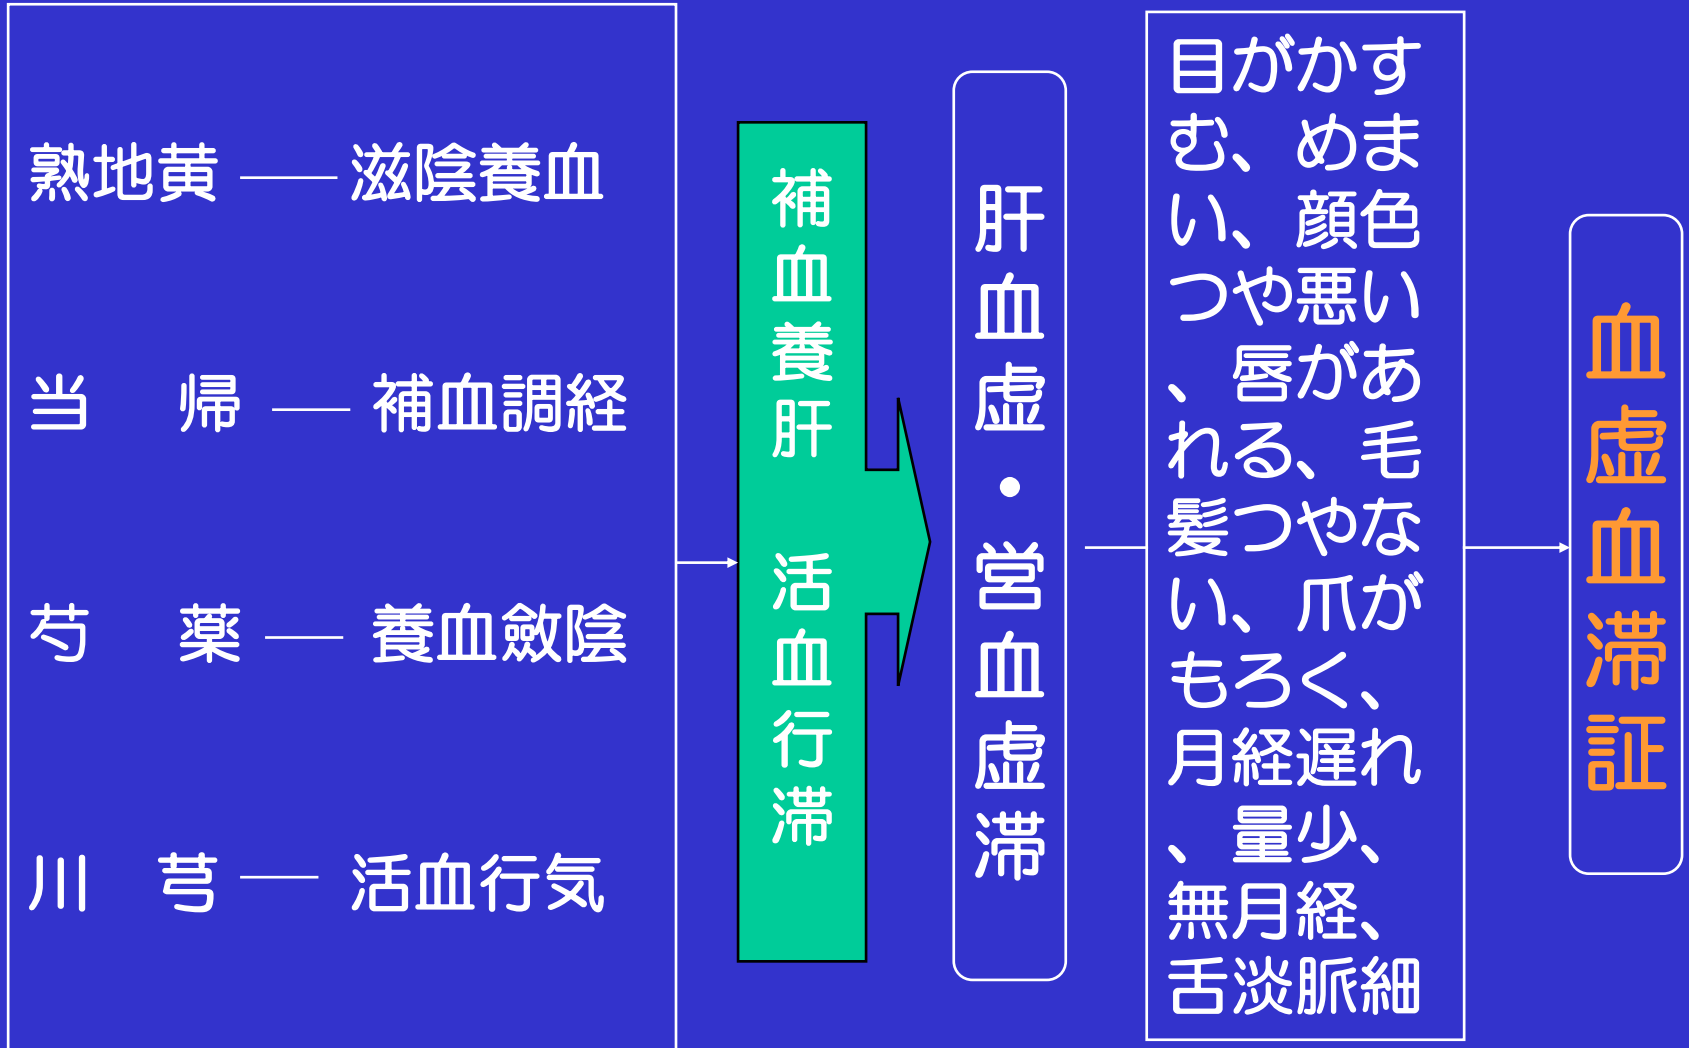 熟地黄 滋陰養血
当　帰 補血調経
芍　薬 養血斂陰
川　芎 活血行気
補血養肝　活血行滞
肝血虚・営血虚滞
目がかす
む、めま
い、顔色
つや悪い
、唇があ
れる、毛
髪つやな
い、爪が
もろく、
月経遅れ
、量少、
無月経、
舌淡脈細
血虚血滞証